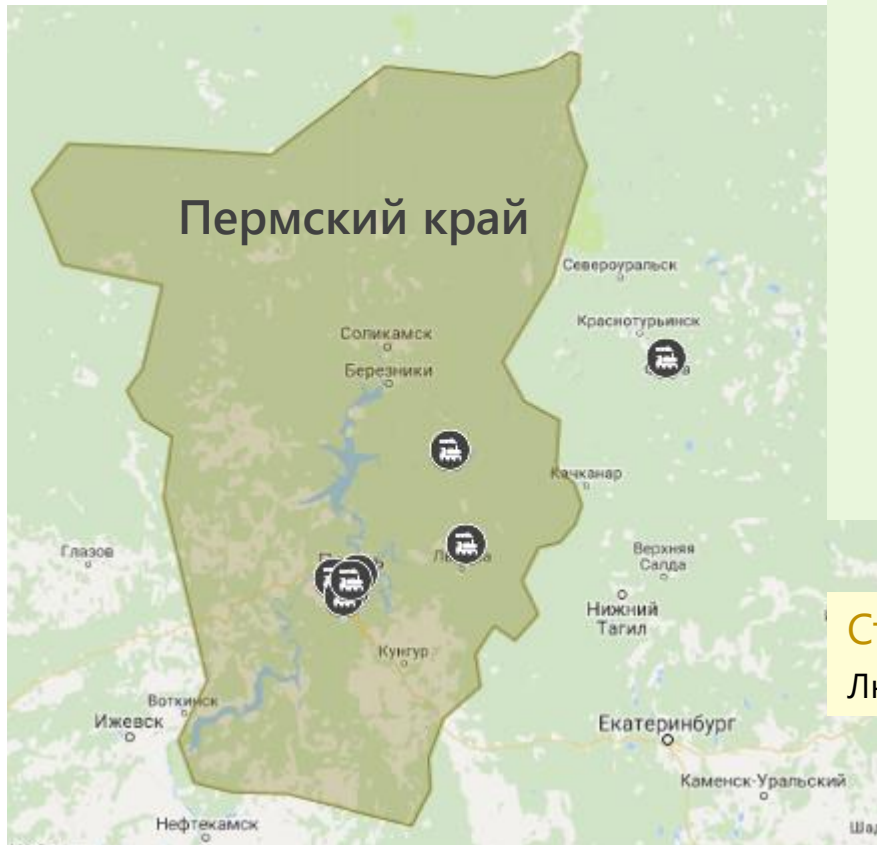 Пермский край
Североуральск
Краснотурьинск
Соликамск
Березники
Качканар
Глазов
Верхняя
Салда
Нижний
Тагил
Кунгур
Воткинск
Ижевск
Екатеринбург
Каменск-Уральский
Нефтекамск